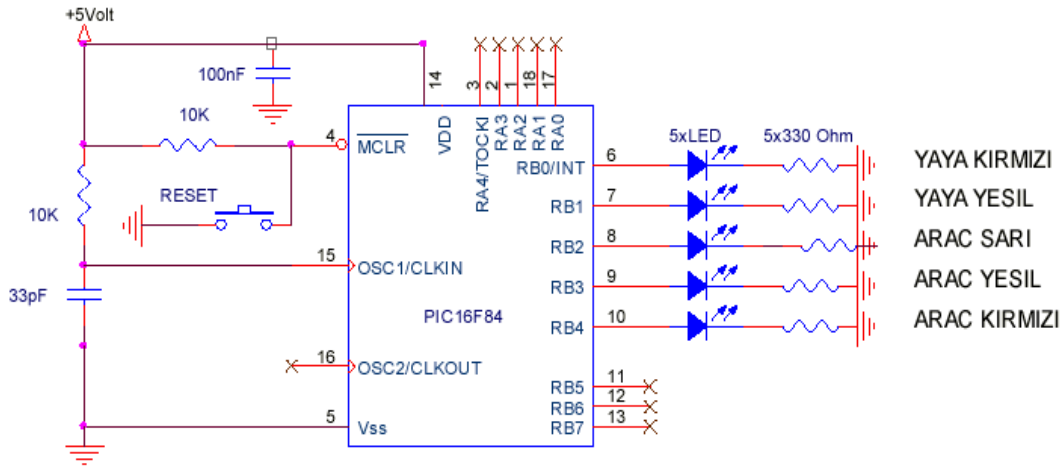 +5Volt
100nF
14
3
2
1
18
17
10K
4
MCLR
VDD
RA4/TOCKI
RA3
RA2
RA1
RA0
5xLED
5x330 Ohm
RB0/INT
6
YAYA KIRMIZI
RESET
RB1
7
YAYA YESIL
10K
RB2
8
ARAC SARI
15
OSC1/CLKIN
RB3
9
ARAC YESIL
33pF
PIC16F84
RB4
10
ARAC KIRMIZI
16
OSC2/CLKOUT
RB5
11
RB6
12
5
Vss
RB7
13